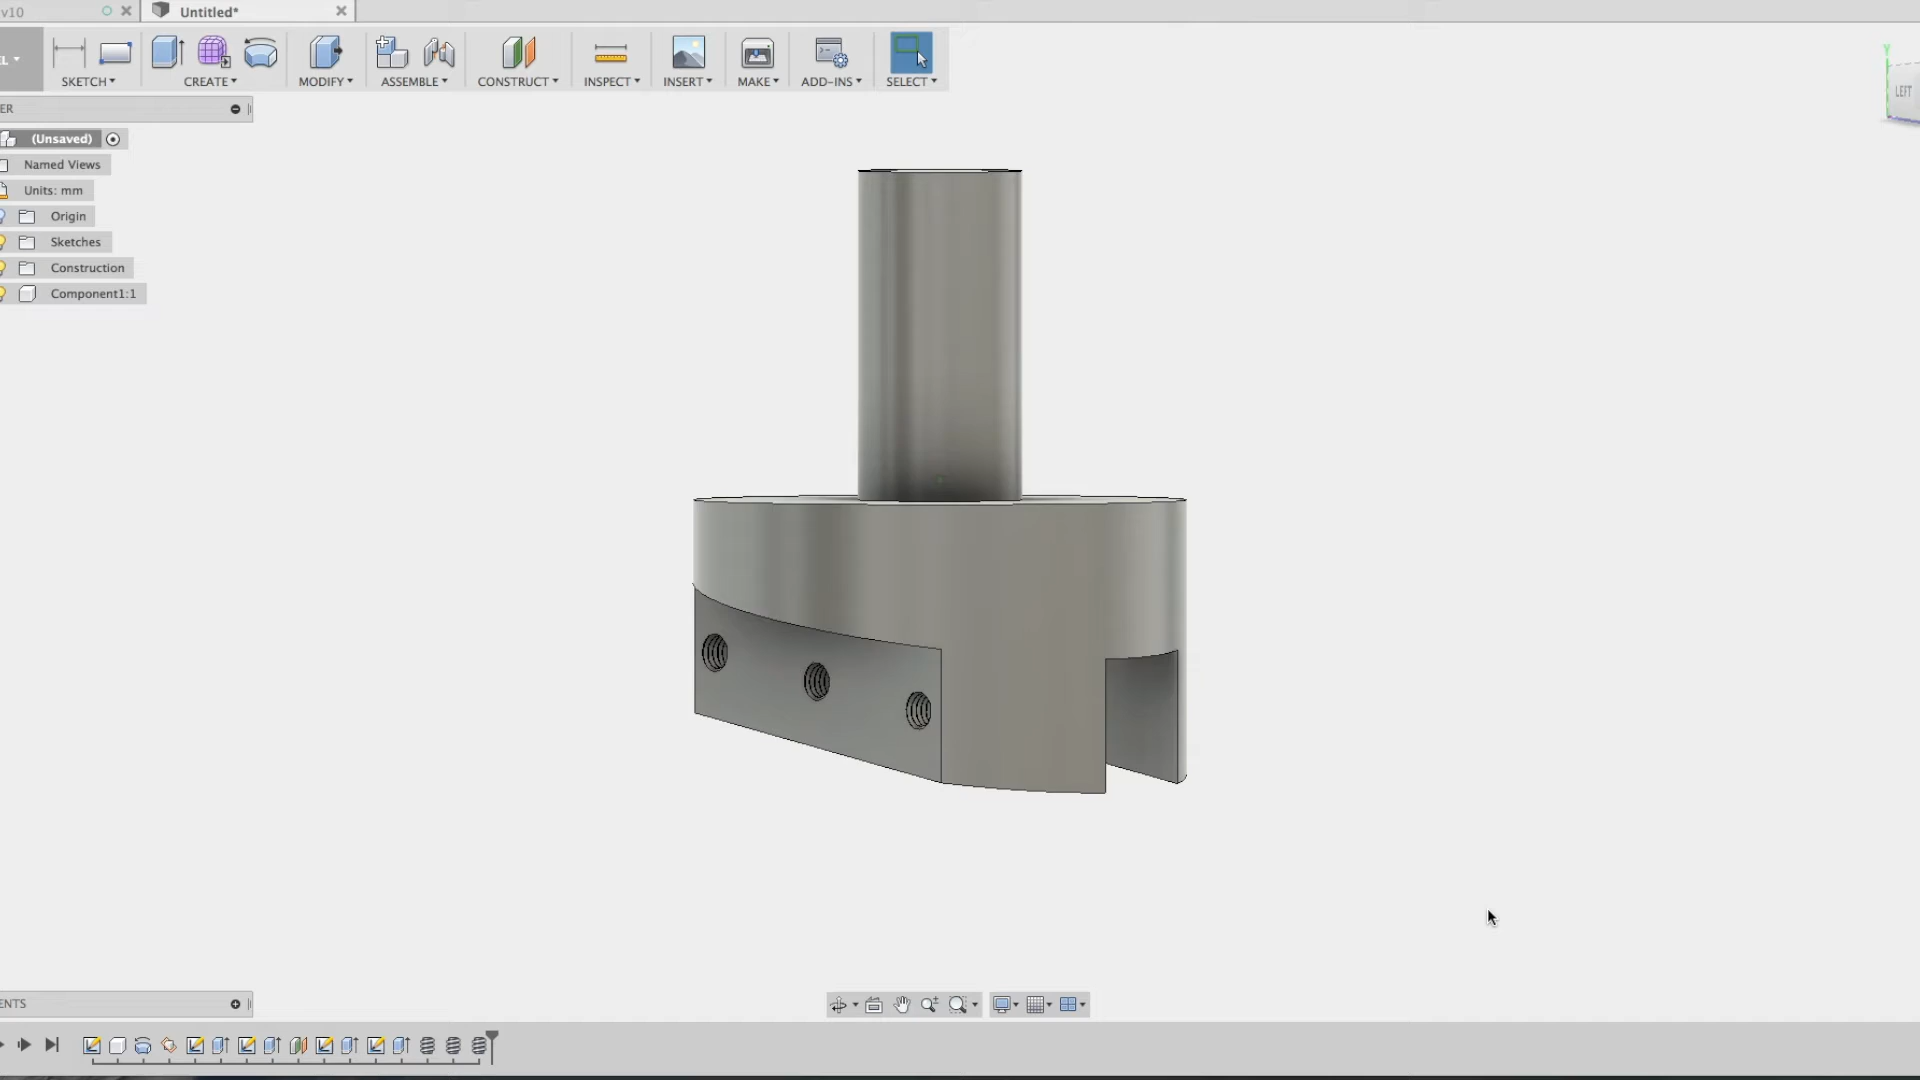 v10
Untitled*
L
SKETCH
CREATE
MODIFY
ASSEMBLE
CONSTRUCT
INSPECT
INSERT
MAKE
ADD-INS
SELECT
Y
LEFT
ER
(Unsaved)
Named Views
Units: mm
Origin
Sketches
Construction
Component1:1
ENTS